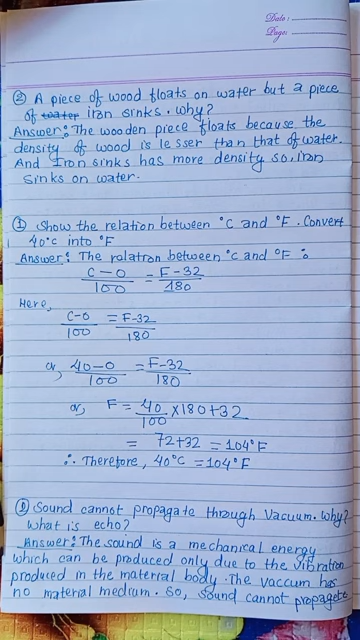 Date:
Page:
② A piece of wood floats on water but a piece
of water iron sinks. Why?
Answer: The wooden piece floats because the
density of wood is lesser than that of water.
And Iron sinks has more density so, iron
sinks on water.
① Show the relation between °C and °F. Convert
40°C into °F
Answer: The rolatron between °C and °F :
C-0/100 = F-32/180
Here,
C-0/100 = F-32/180
or, 40-0/100 = F-32/180
or, F = 40/100 × 180+32
= 72+32 = 104°F
∴ Therefore, 40°C = 104°F
① Sound cannot propagate through Vacuum. Why?
What is echo?
Answer: The sound is a mechanical energy
which can be produced only due to the vibration
produced in the material body. The vaccum has
no material medium. So, Sound cannot propagate